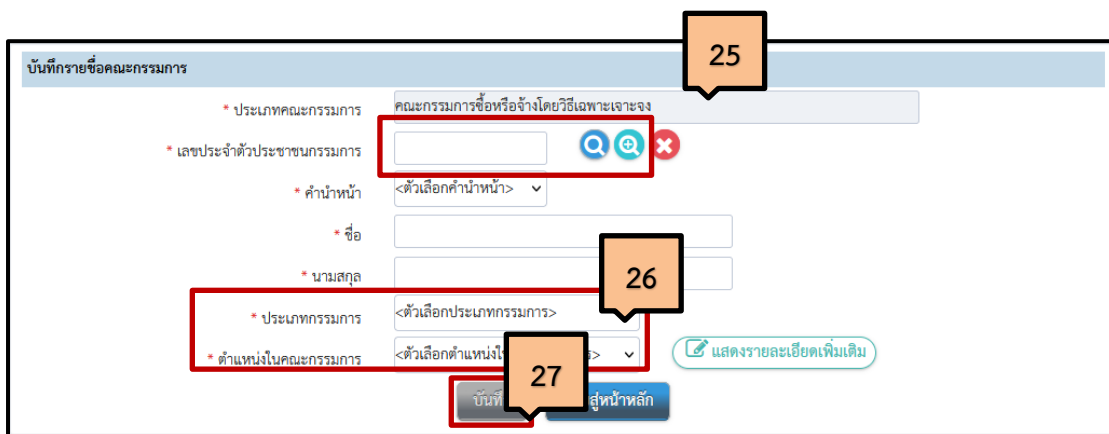 25
บันทึกรายชื่อคณะกรรมการ
* ประเภทคณะกรรมการ คณะกรรมการซื้อหรือจ้างโดยวิธีเฉพาะเจาะจง
* เลขประจำตัวประชาชนกรรมการ
* คำนำหน้า <ตัวเลือกคำนำหน้า>
* ชื่อ
* นามสกุล
26
* ประเภทกรรมการ <ตัวเลือกประเภทกรรมการ>
* ตำแหน่งในคณะกรรมการ แสดงรายละเอียดเพิ่มเติม
27
สู่หน้าหลัก